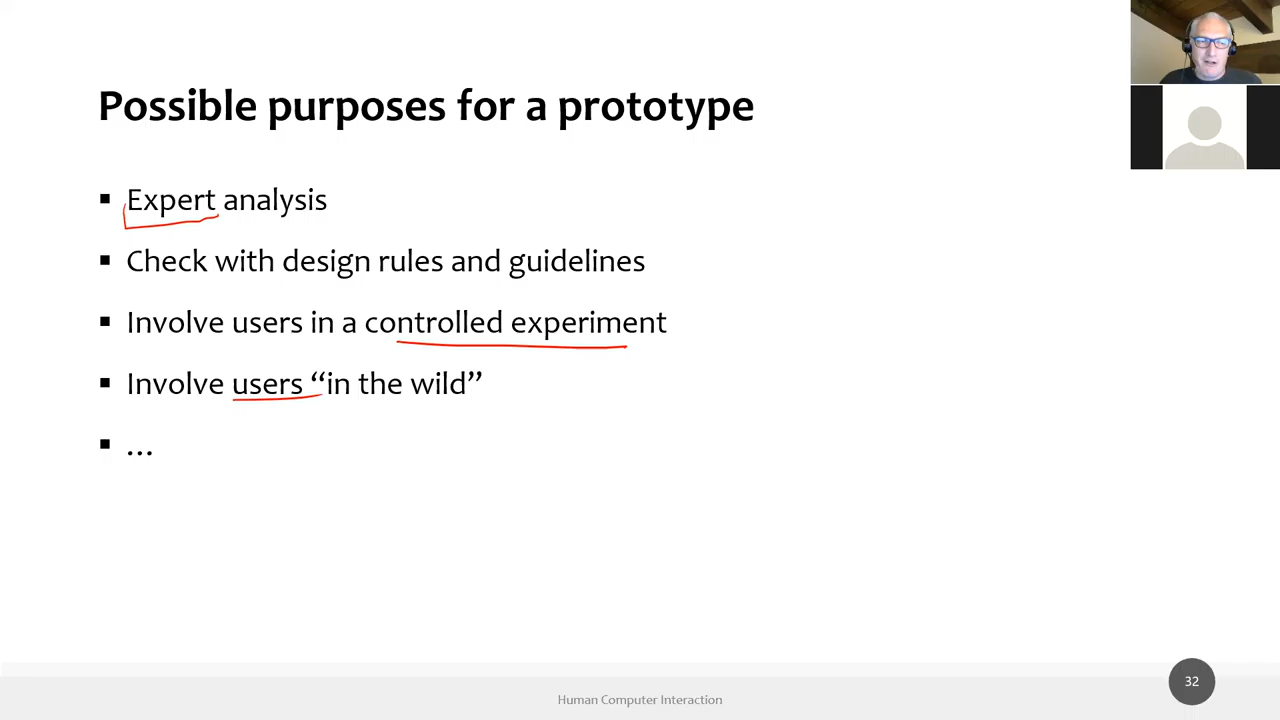 Possible purposes for a prototype
▪ Expert analysis
▪ Check with design rules and guidelines
▪ Involve users in a controlled experiment
▪ Involve users “in the wild”
▪ …
Human Computer Interaction
32